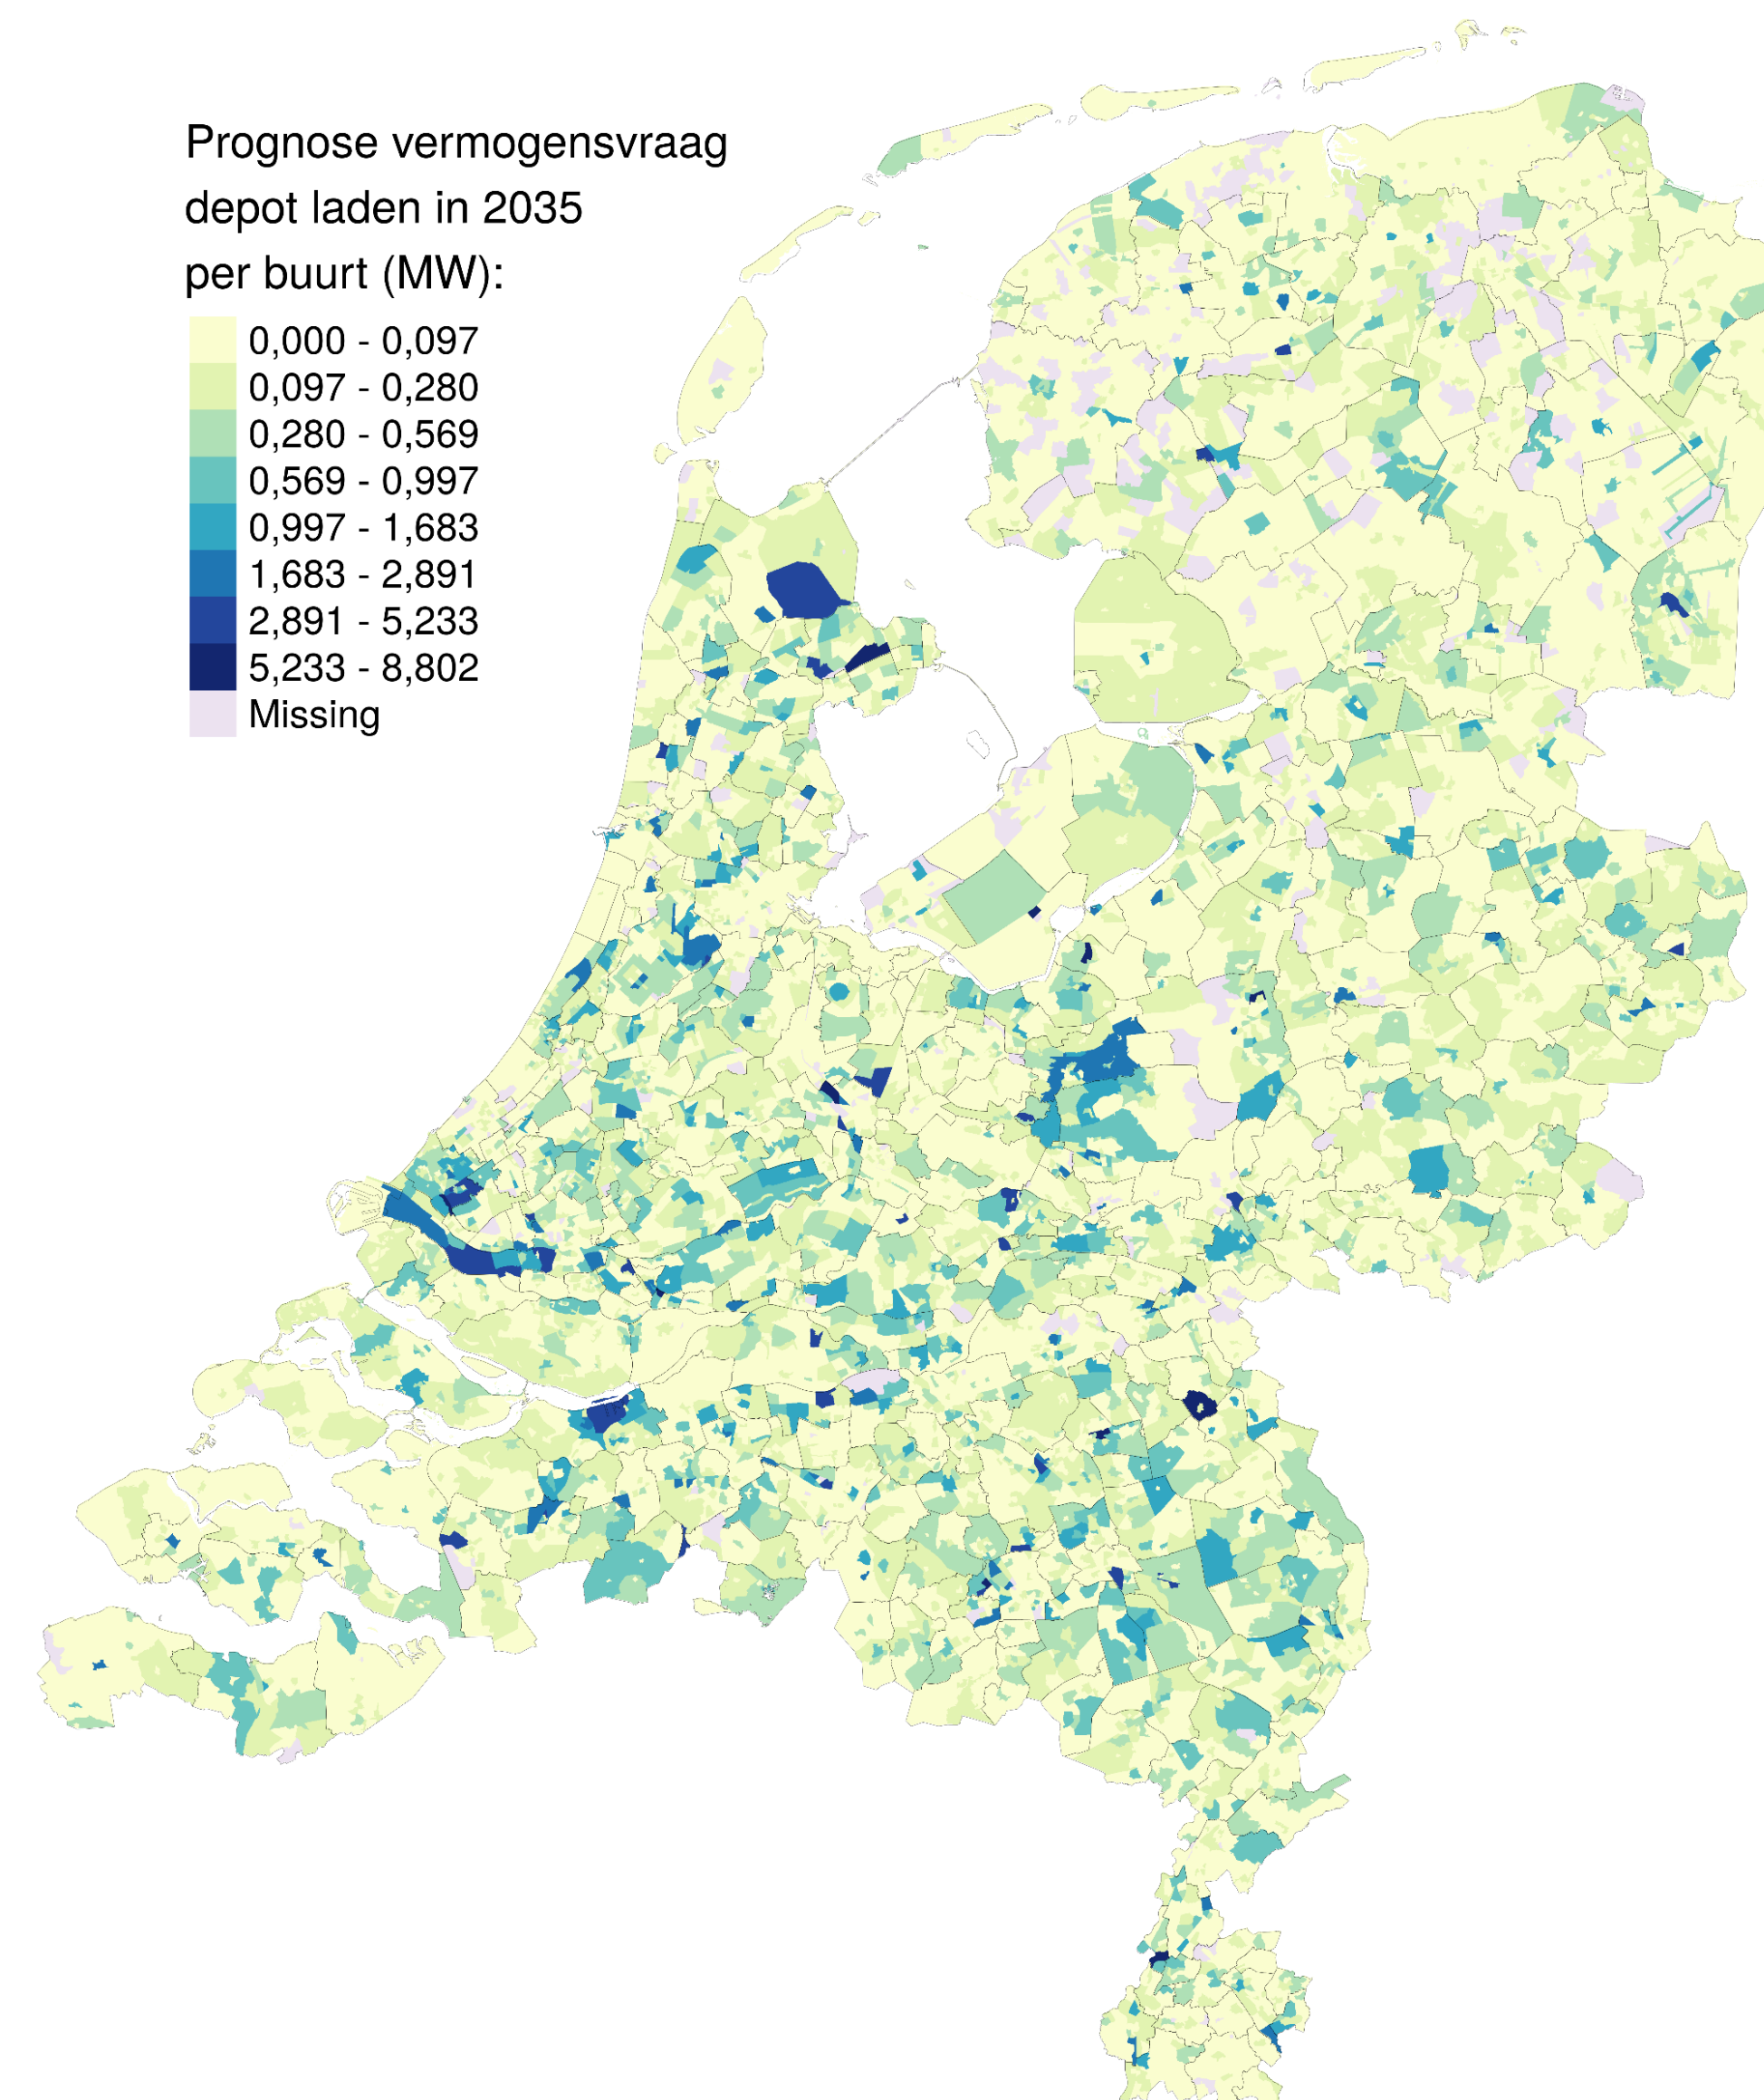 Prognose vermogensvraag
depot laden in 2035
per buurt (MW):
0,000 - 0,097
0,097 - 0,280
0,280 - 0,569
0,569 - 0,997
0,997 - 1,683
1,683 - 2,891
2,891 - 5,233
5,233 - 8,802
Missing